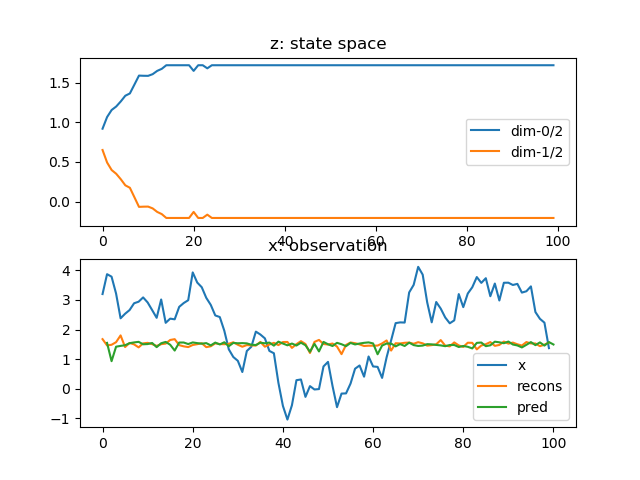 z: state space
1.5
1.0
0.5
0.0
dim-0/2
dim-1/2
0 20 40 60 80 100
x: observation
4
3
2
1
0
−1
x
recons
pred
0 20 40 60 80 100